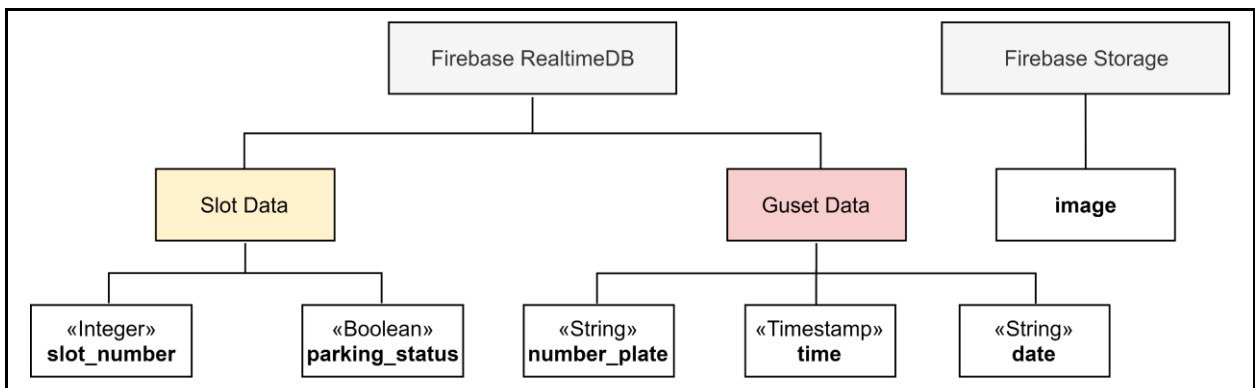 Firebase RealtimeDB
Firebase Storage
Slot Data
Guset Data
image
«Integer»
slot_number
«Boolean»
parking_status
«String»
number_plate
«Timestamp»
time
«String»
date